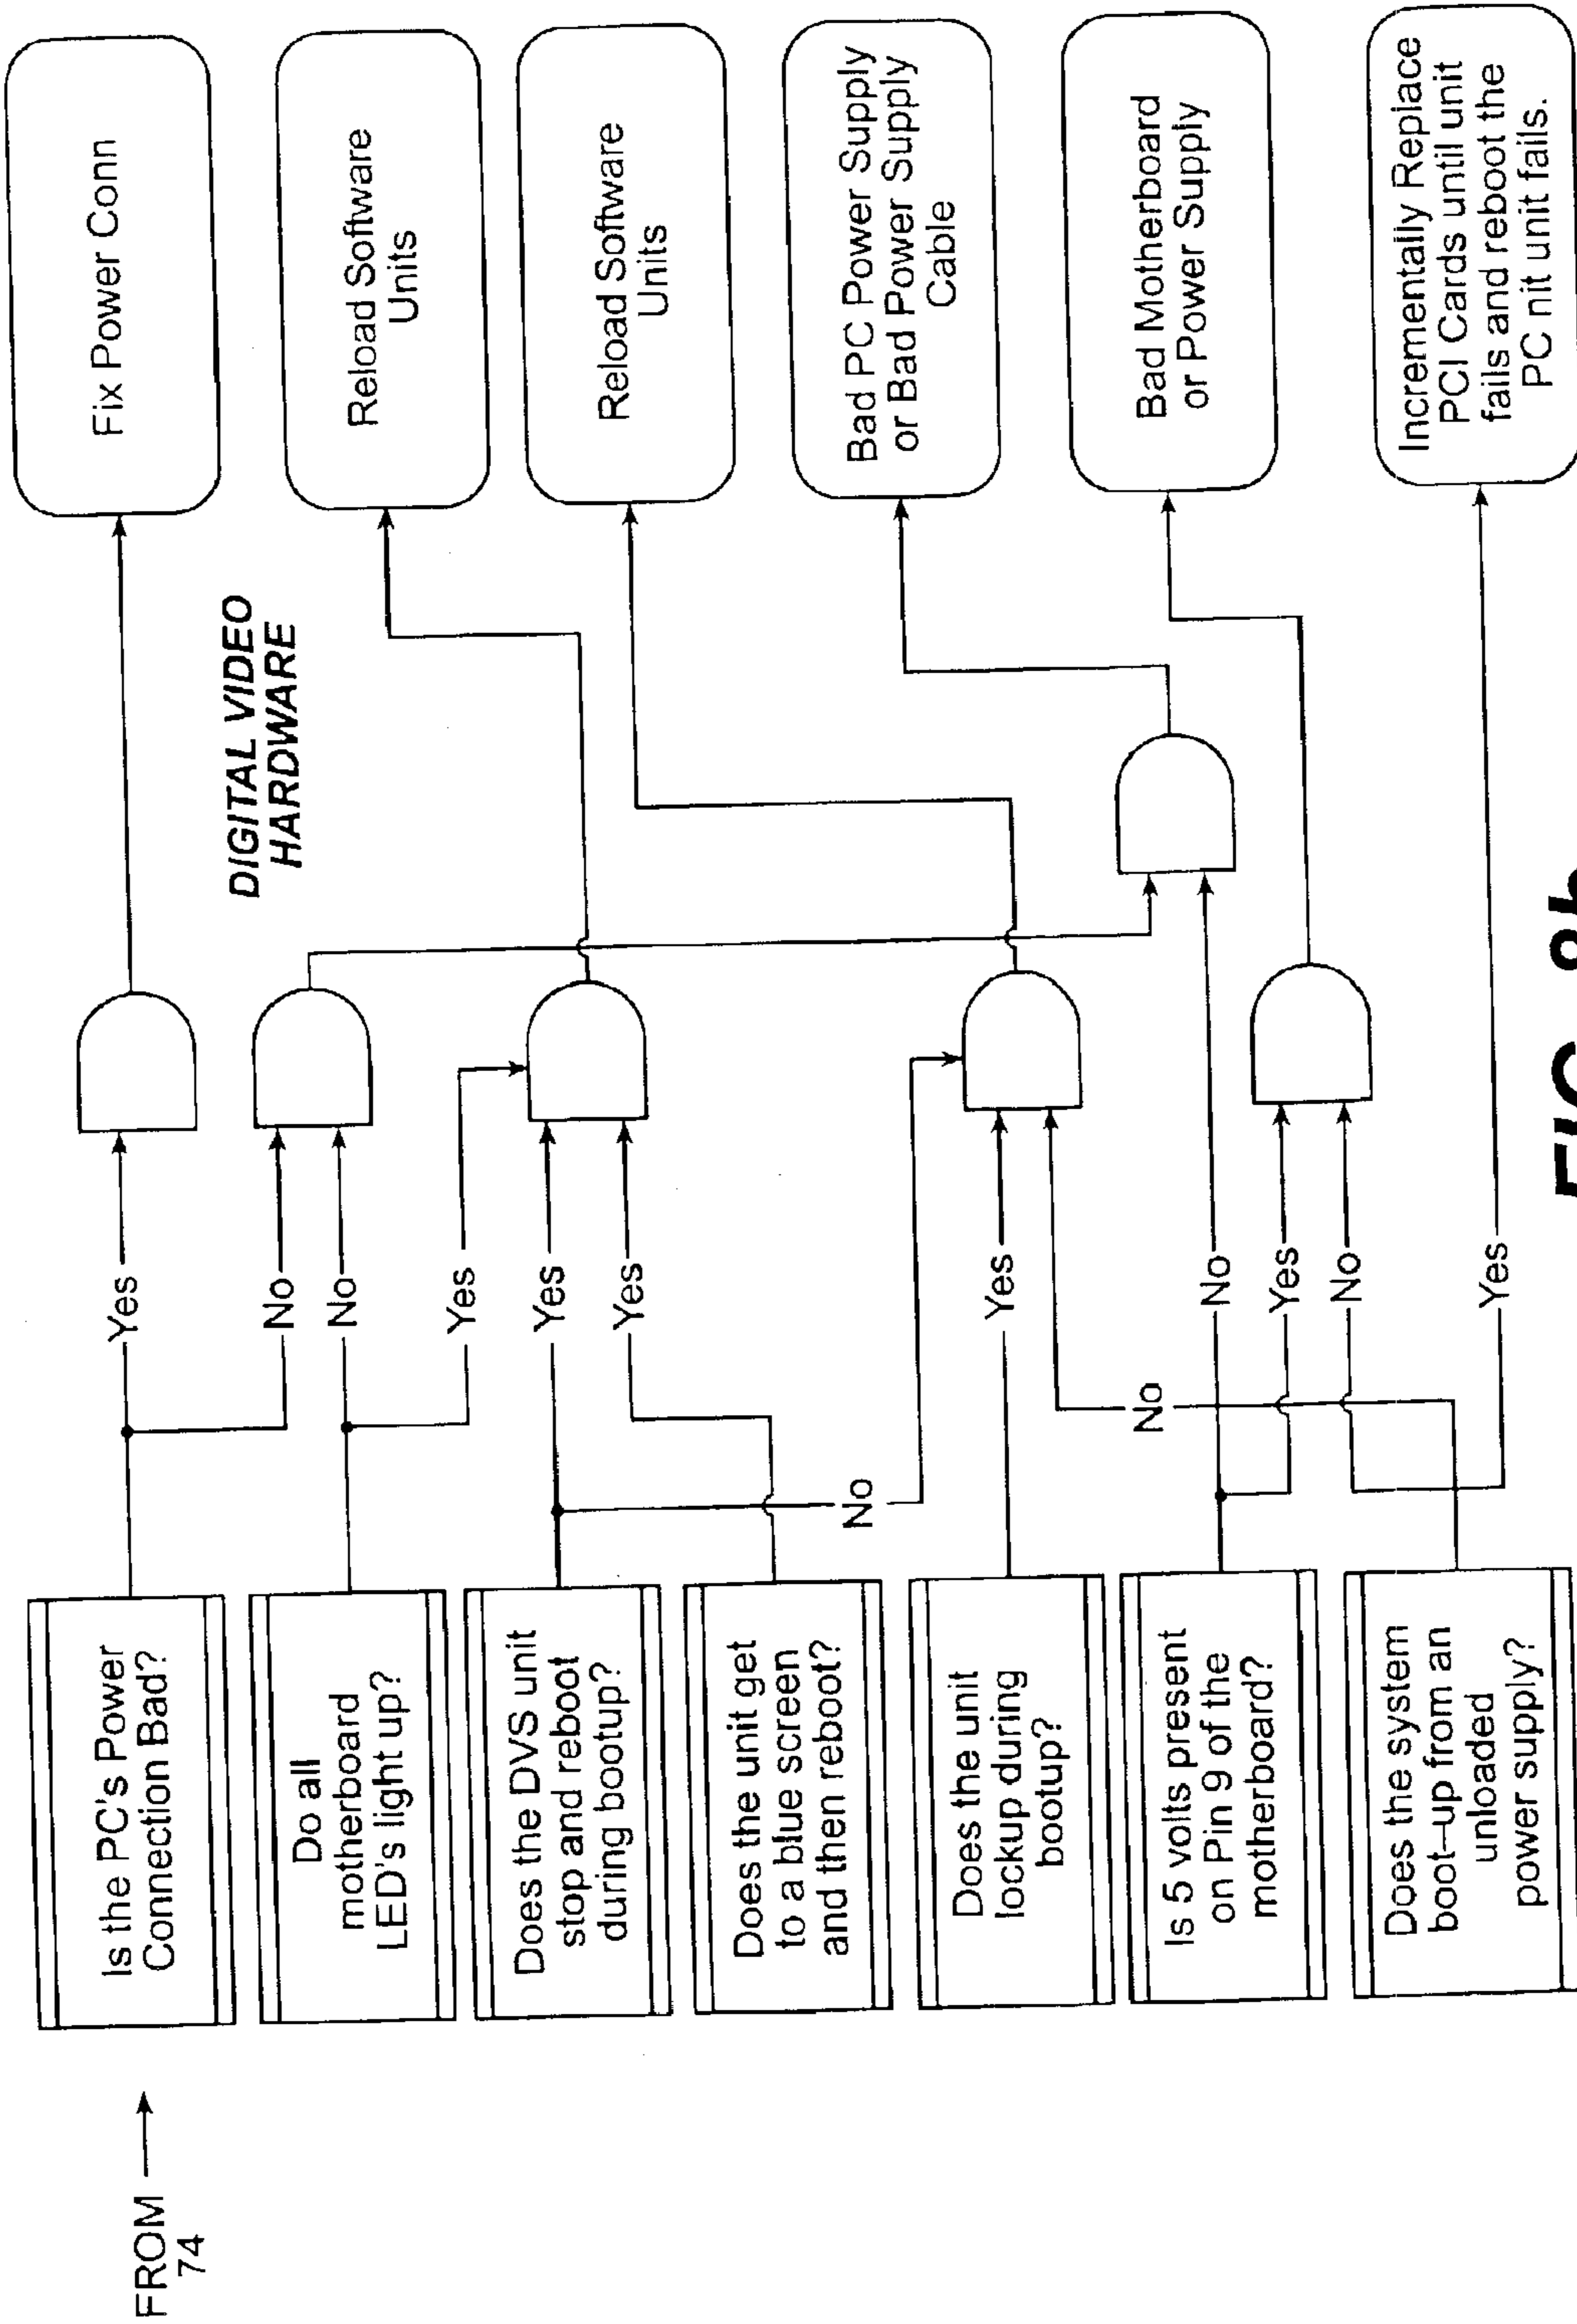 FROM
74
Is the PC's Power
Connection Bad?
Do all
motherboard
LED's light up?
Does the DVS unit
stop and reboot
during bootup?
Does the unit get
to a blue screen
and then reboot?
Does the unit
lockup during
bootup?
Is 5 volts present
on Pin 9 of the
motherboard?
Does the system
boot-up from an
unloaded
power supply?
Yes
No
No
Yes
Yes
Yes
No
Yes
No
No
Yes
No
Yes
DIGITAL VIDEO
HARDWARE
Fix Power Conn
Reload Software
Units
Reload Software
Units
Bad PC Power Supply
or Bad Power Supply
Cable
Bad Motherboard
or Power Supply
Incrementally Replace
PCI Cards until unit
fails and reboot the
PC nit unit fails.